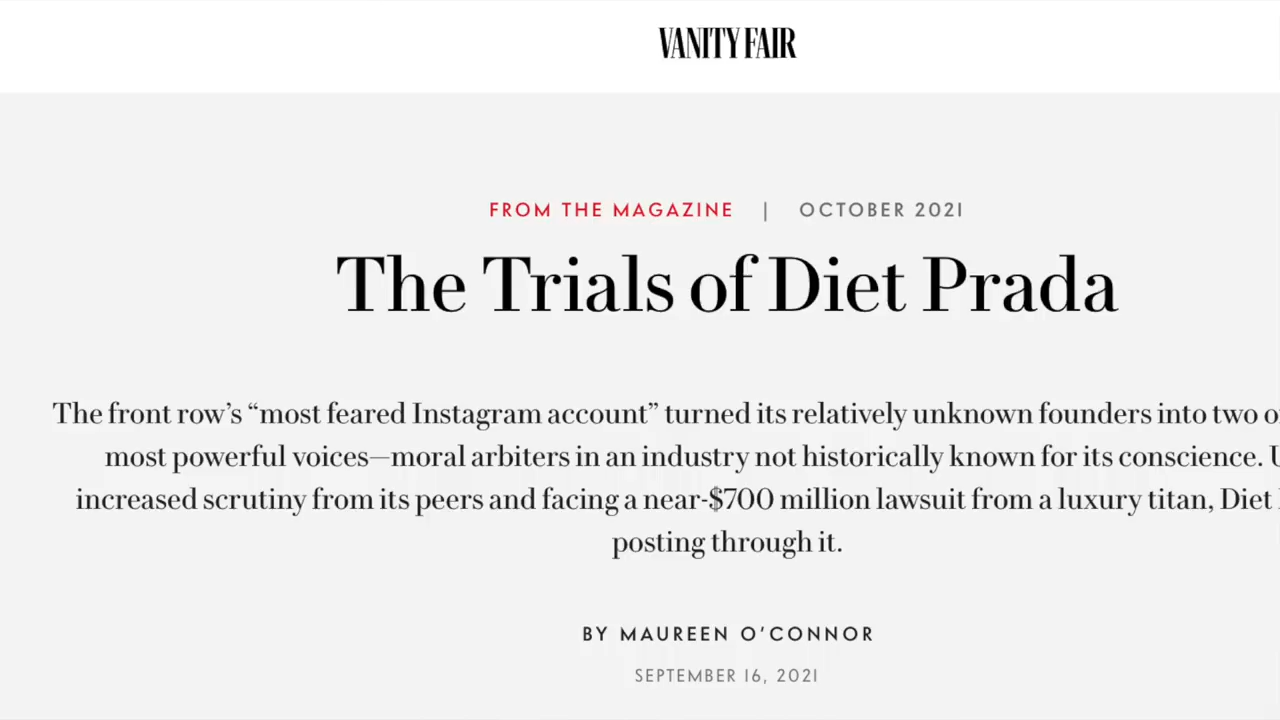 VANITY FAIR
FROM THE MAGAZINE | OCTOBER 2021
The Trials of Diet Prada
The front row’s “most feared Instagram account” turned its relatively unknown founders into two
most powerful voices—moral arbiters in an industry not historically known for its conscience.
increased scrutiny from its peers and facing a near-$700 million lawsuit from a luxury titan, Diet
posting through it.
BY MAUREEN O’CONNOR
SEPTEMBER 16, 2021